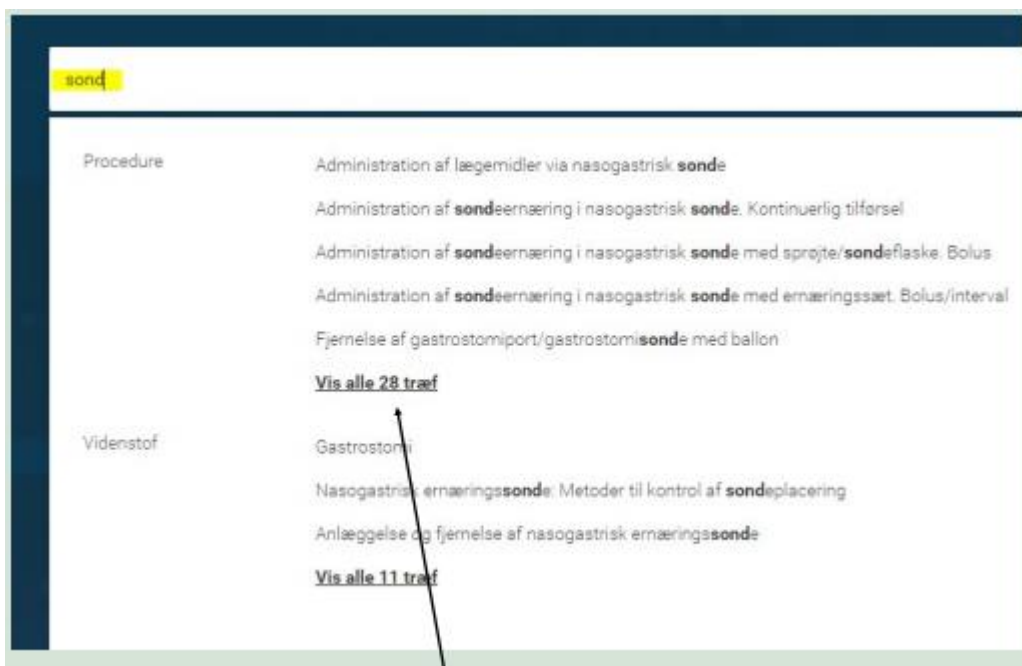 sond
Procedure
Administration af lægemidler via nasogastrisk sonde
Administration af sondeernæring i nasogastrisk sonde. Kontinuerlig tilførsel
Administration af sondeernæring i nasogastrisk sonde med sprøjte/sondeflaske. Bolus
Administration af sondeernæring i nasogastrisk sonde med ernæringssæt. Bolus/interval
Fjernelse af gastrostomiport/gastrostomisonde med ballon
Vis alle 28 træf
Videnstof
Gastrostomi
Nasogastrisk ernæringssonde: Metoder til kontrol af sondeplacering
Anlæggelse og fjernelse af nasogastrisk ernæringssonde
Vis alle 11 træf